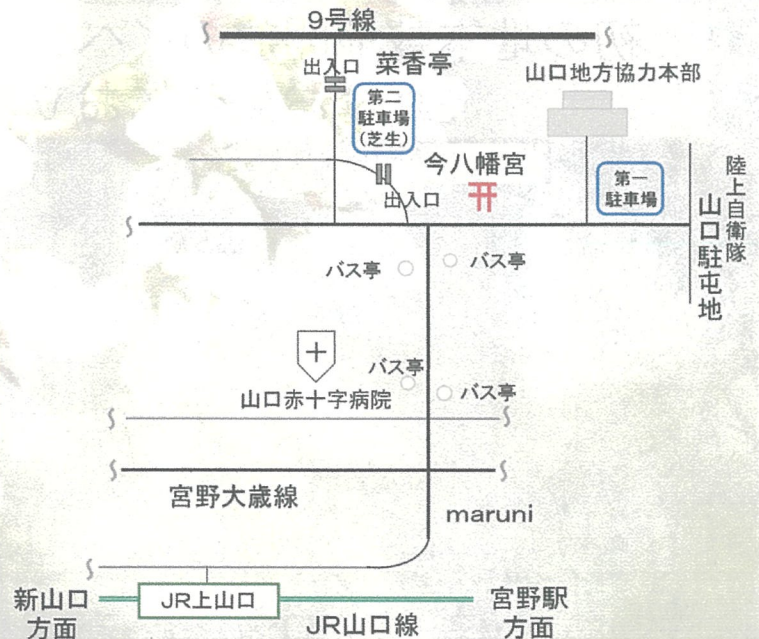 9号線
出入口 菜香亭
山口地方協力本部
第二
駐車場
(芝生)
今八幡宮
出入口
第一
駐車場
陸上自衛隊
山口駐屯地
バス亭
バス亭
バス亭
バス亭
山口赤十字病院
宮野大歳線
maruni
新山口
方面
JR上山口
JR山口線
宮野駅
方面